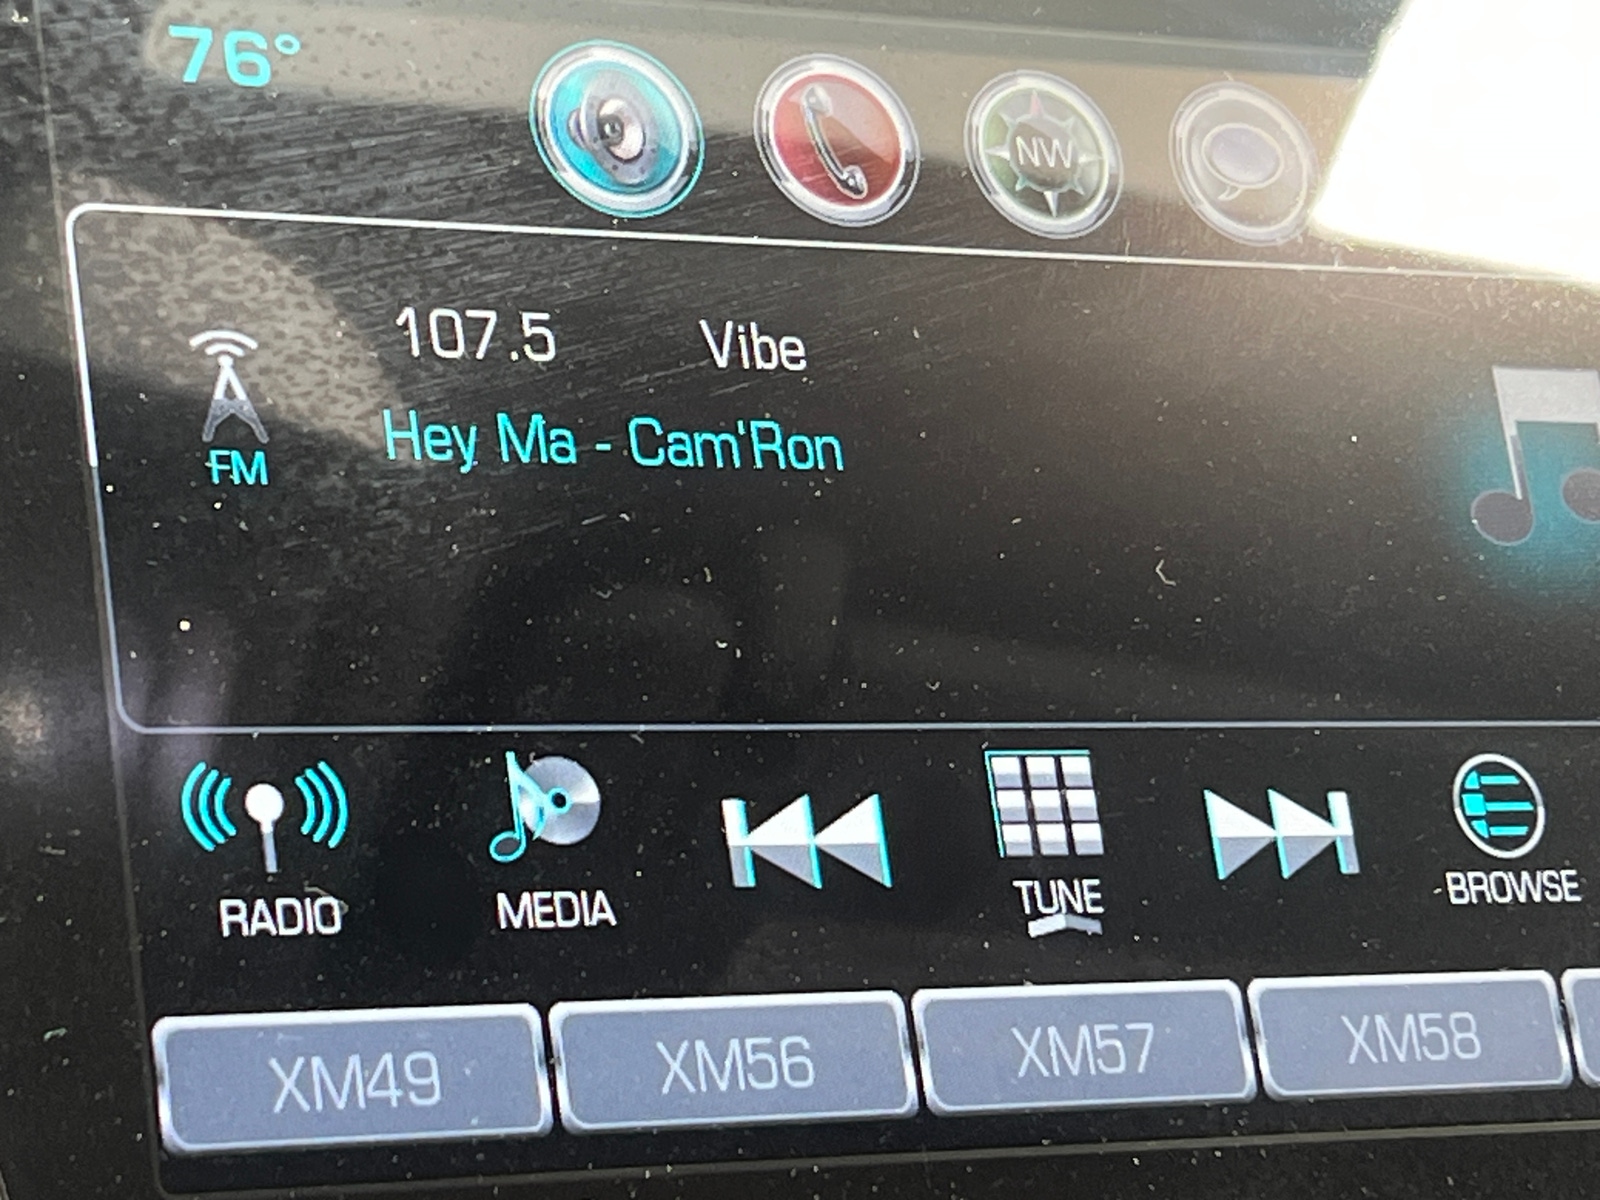 76°
NW
107.5 Vibe
FM
Hey Ma - Cam'Ron
RADIO
MEDIA
TUNE
BROWSE
XM49
XM56
XM57
XM58